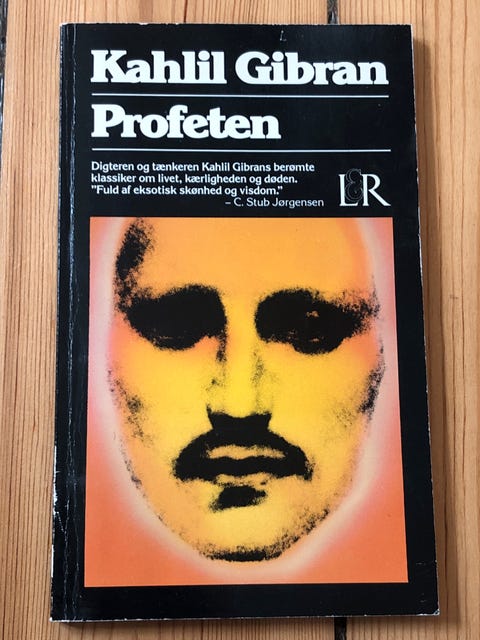 Kahlil Gibran
Profeten
Digteren og tænkeren Kahlil Gibrans berømte
klassiker om livet, kærligheden og døden.
"Fuld af eksotisk skønhed og visdom."
– C. Stub Jørgensen
L&R